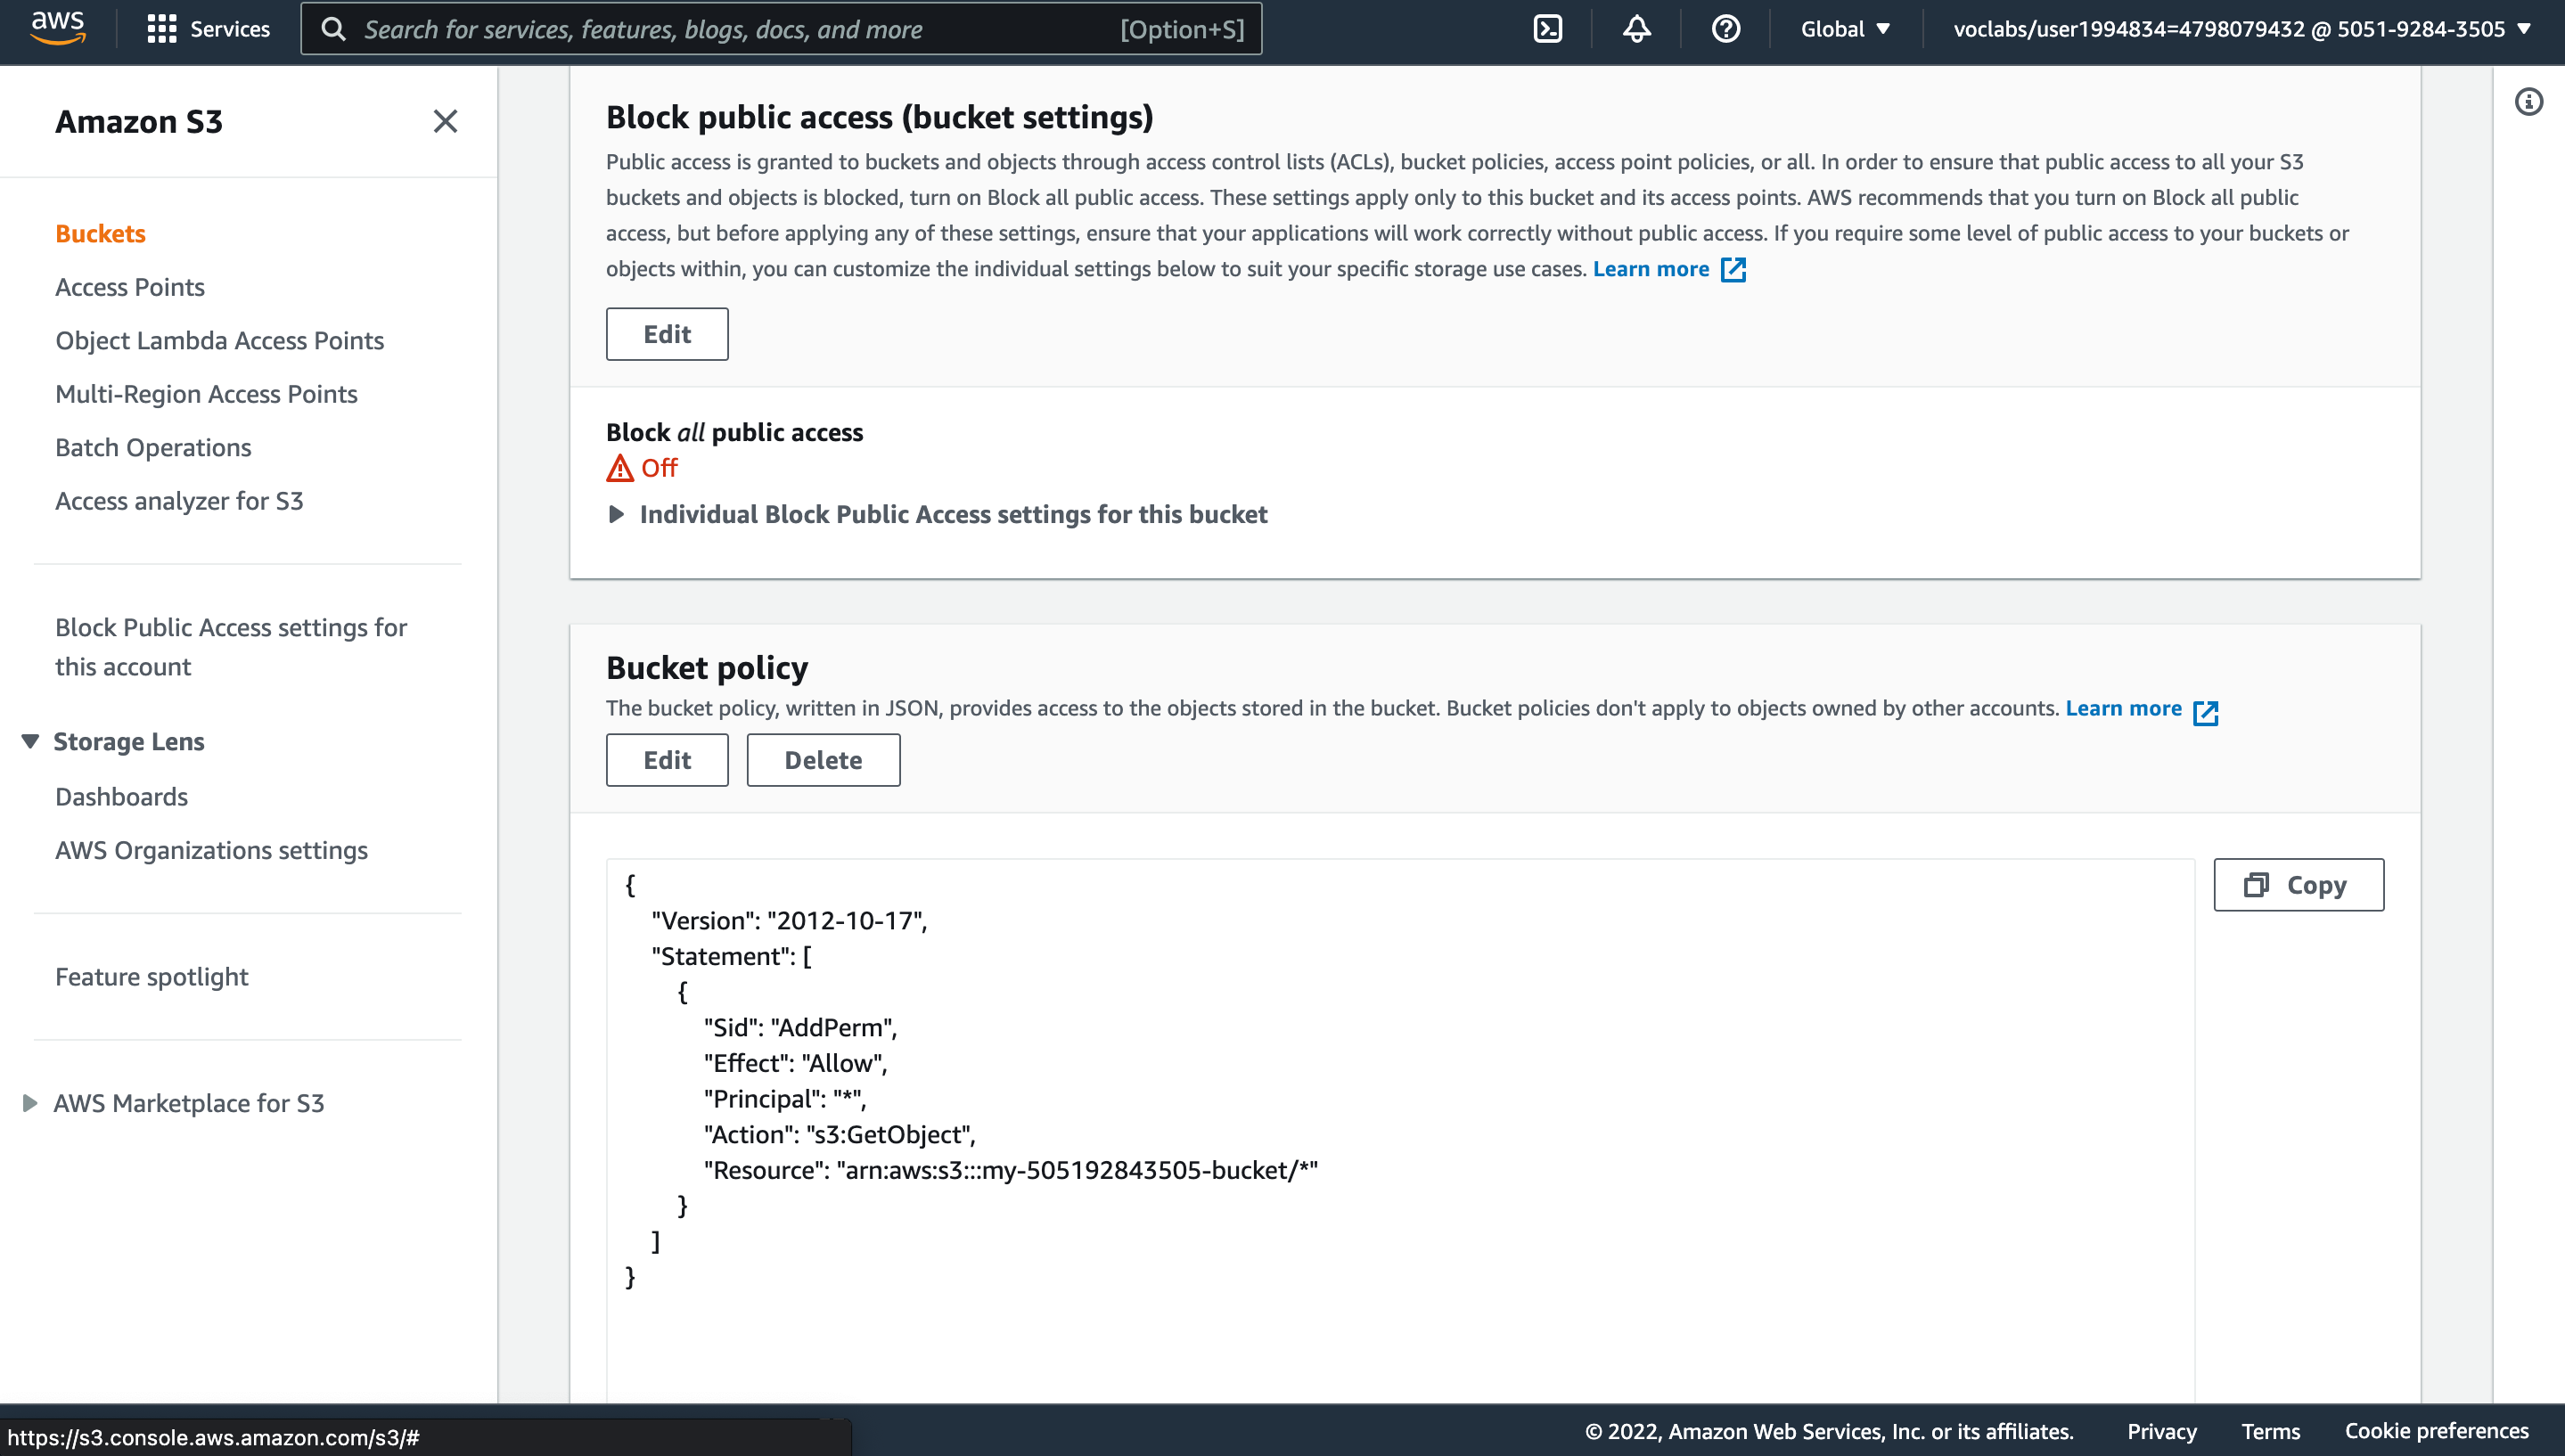 aws
Services
Search for services, features, blogs, docs, and more
[Option+S]
Global
voclabs/user1994834=4798079432 @ 5051-9284-3505
Amazon S3
Buckets
Access Points
Object Lambda Access Points
Multi-Region Access Points
Batch Operations
Access analyzer for S3
Block Public Access settings for
this account
Storage Lens
Dashboards
AWS Organizations settings
Feature spotlight
AWS Marketplace for S3
Block public access (bucket settings)
Public access is granted to buckets and objects through access control lists (ACLs), bucket policies, access point policies, or all. In order to ensure that public access to all your S3
buckets and objects is blocked, turn on Block all public access. These settings apply only to this bucket and its access points. AWS recommends that you turn on Block all public
access, but before applying any of these settings, ensure that your applications will work correctly without public access. If you require some level of public access to your buckets or
objects within, you can customize the individual settings below to suit your specific storage use cases. Learn more
Edit
Block all public access
Off
Individual Block Public Access settings for this bucket
Bucket policy
The bucket policy, written in JSON, provides access to the objects stored in the bucket. Bucket policies don't apply to objects owned by other accounts. Learn more
Edit
Delete
Copy
{
"Version": "2012-10-17",
"Statement": [
{
"Sid": "AddPerm",
"Effect": "Allow",
"Principal": "*",
"Action": "s3:GetObject",
"Resource": "arn:aws:s3:::my-505192843505-bucket/*"
}
]
}
https://s3.console.aws.amazon.com/s3/#
© 2022, Amazon Web Services, Inc. or its affiliates.
Privacy
Terms
Cookie preferences